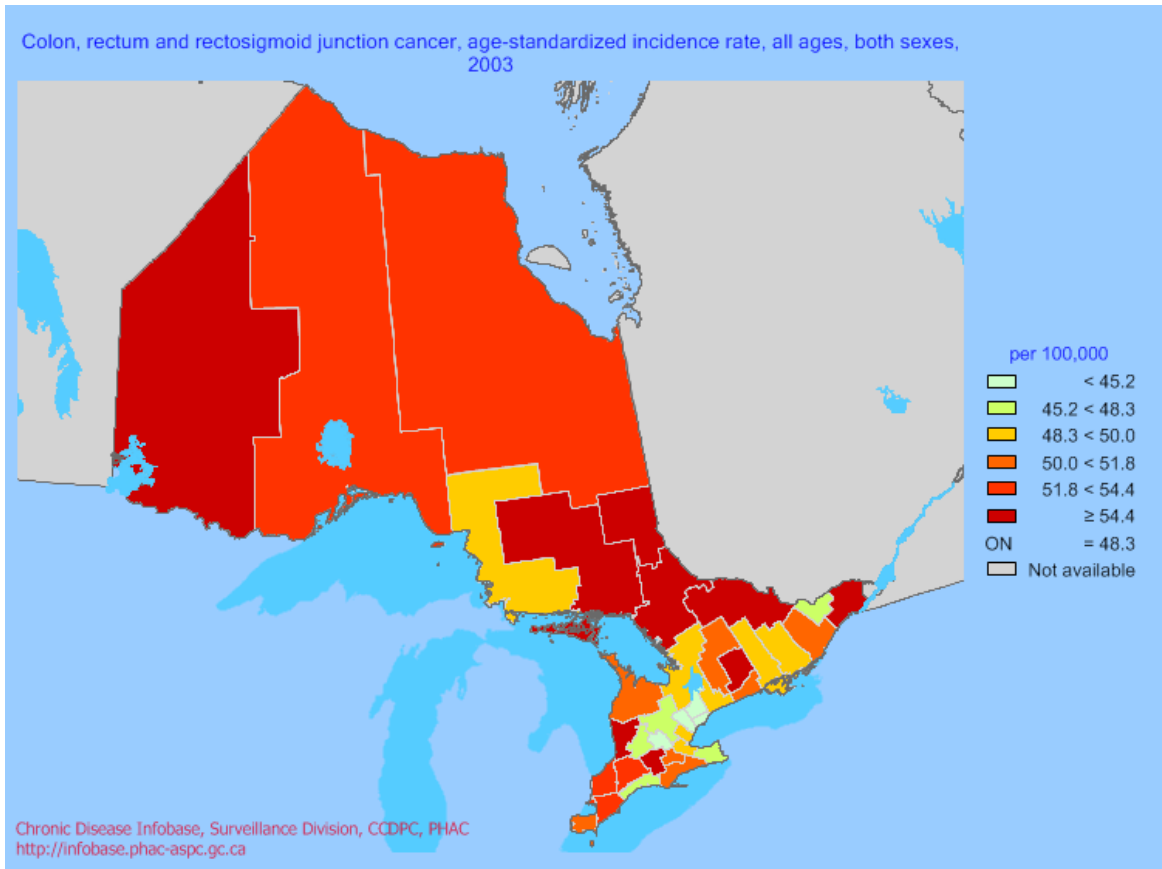 Colon, rectum and rectosigmoid junction cancer, age-standardized incidence rate, all ages, both sexes,
2003
per 100,000
< 45.2
45.2 < 48.3
48.3 < 50.0
50.0 < 51.8
51.8 < 54.4
≥ 54.4
ON = 48.3
Not available
Chronic Disease Infobase, Surveillance Division, CCDPC, PHAC
http://infobase.phac-aspc.gc.ca